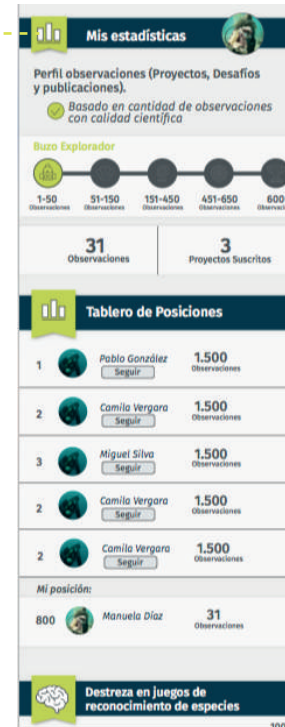 Mis estadísticas
Perfil observaciones (Proyectos, Desafíos
y publicaciones).
Basado en cantidad de observaciones
con calidad científica
Buzo Explorador
1-50 51-150 151-450 451-650 600
Observaciones Observaciones Observaciones Observaciones
31 3
Observaciones Proyectos Suscritos
Tablero de Posiciones
1 Pablo González 1.500
Seguir Observaciones
2 Camila Vergara 1.500
Seguir Observaciones
3 Miguel Silva 1.500
Seguir Observaciones
2 Camila Vergara 1.500
Seguir Observaciones
2 Camila Vergara 1.500
Seguir Observaciones
Mi posición:
800 Manuela Díaz 31
Observaciones
Destreza en juegos de
reconocimiento de especies